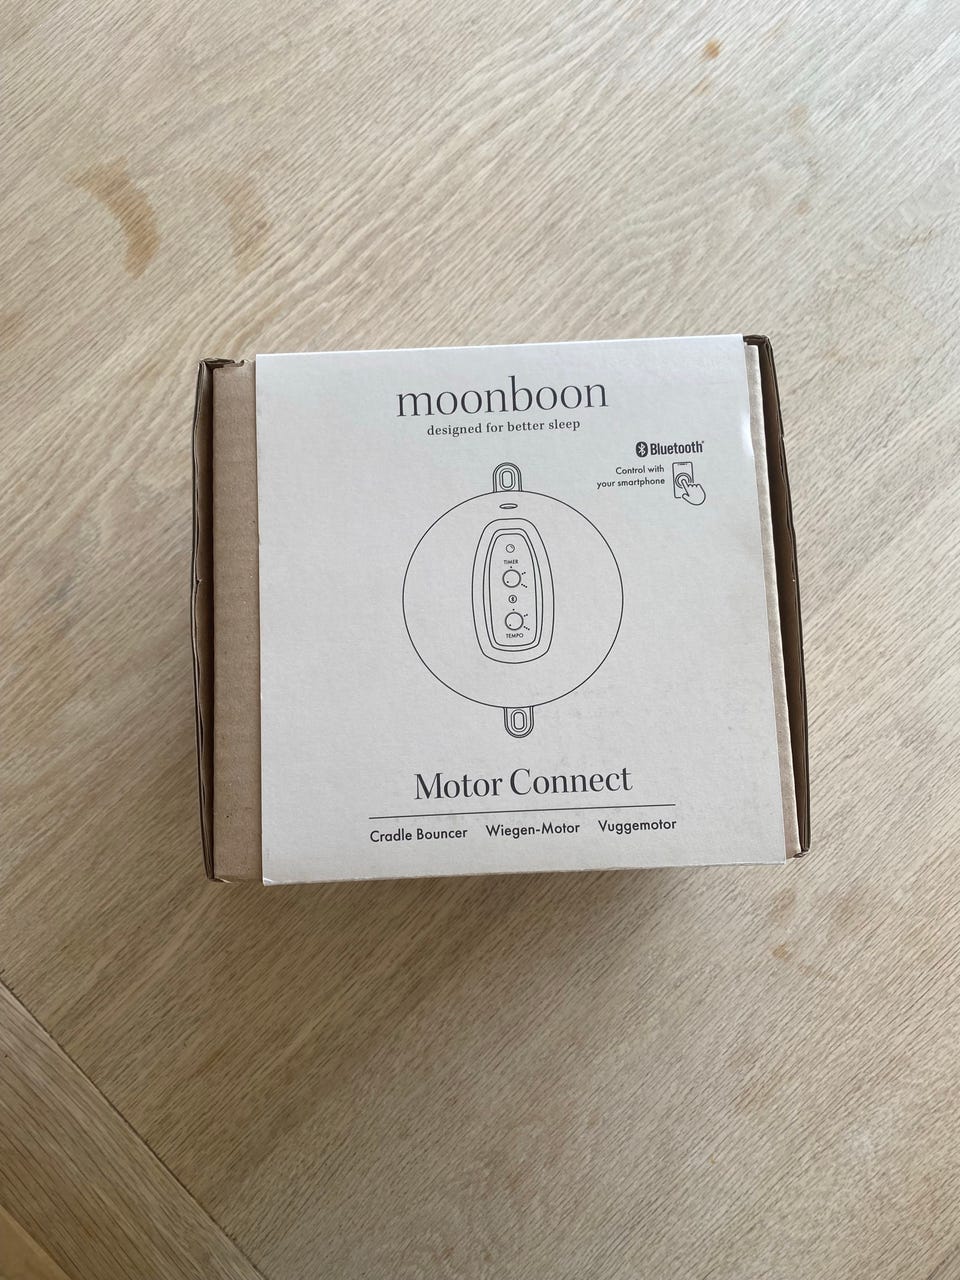 moonboon
designed for better sleep
Bluetooth®
Control with
your smartphone
TIMER
TEMPO
Motor Connect
Cradle Bouncer Wiegen-Motor Vuggemotor